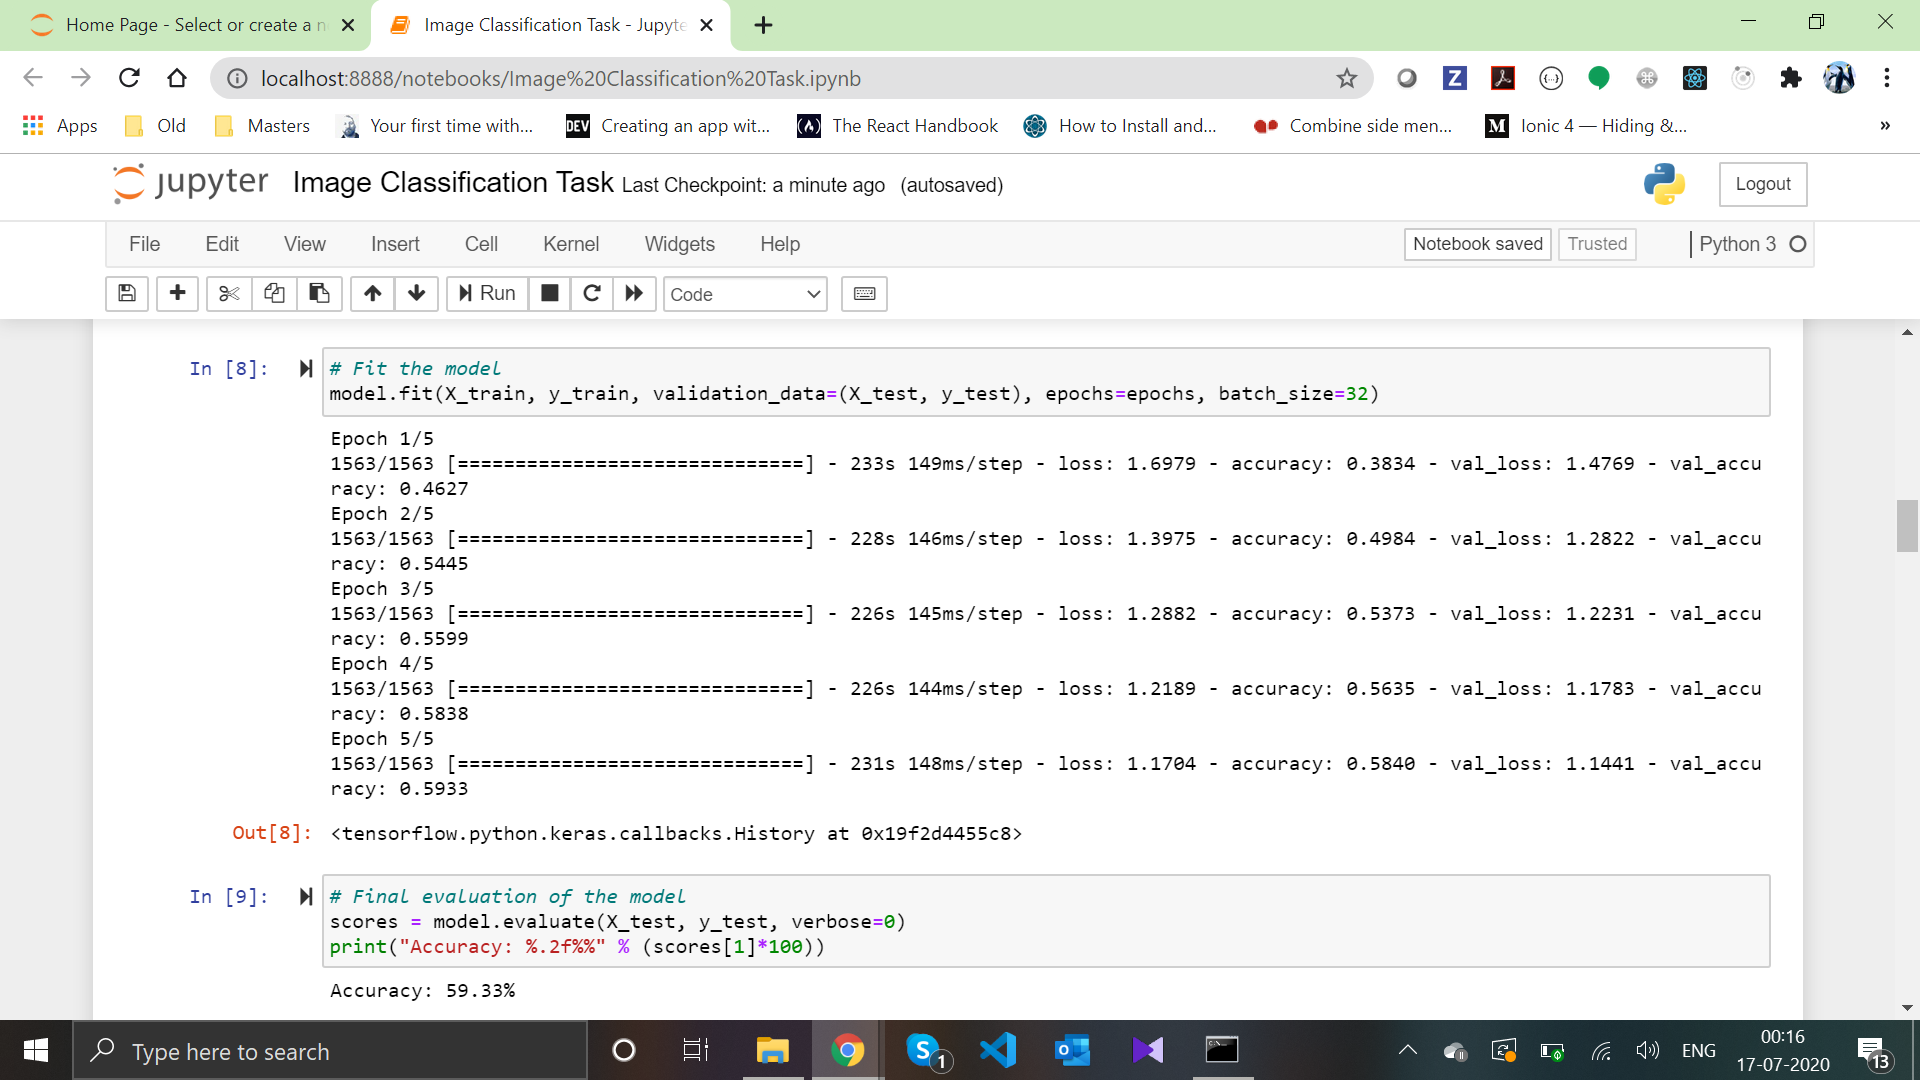 Home Page - Select or create a n
Image Classification Task - Jupyte
localhost:8888/notebooks/Image%20Classification%20Task.ipynb
Apps
Old
Masters
Your first time with...
DEV
Creating an app wit...
The React Handbook
How to Install and...
Combine side men...
M
Ionic 4 — Hiding &...
»
jupyter Image Classification Task Last Checkpoint: a minute ago (autosaved)
Logout
File Edit View Insert Cell Kernel Widgets Help
Notebook saved Trusted Python 3
Run Code
In [8]:
# Fit the model
model.fit(X_train, y_train, validation_data=(X_test, y_test), epochs=epochs, batch_size=32)
Epoch 1/5
1563/1563 [==============================] - 233s 149ms/step - loss: 1.6979 - accuracy: 0.3834 - val_loss: 1.4769 - val_accu
racy: 0.4627
Epoch 2/5
1563/1563 [==============================] - 228s 146ms/step - loss: 1.3975 - accuracy: 0.4984 - val_loss: 1.2822 - val_accu
racy: 0.5445
Epoch 3/5
1563/1563 [==============================] - 226s 145ms/step - loss: 1.2882 - accuracy: 0.5373 - val_loss: 1.2231 - val_accu
racy: 0.5599
Epoch 4/5
1563/1563 [==============================] - 226s 144ms/step - loss: 1.2189 - accuracy: 0.5635 - val_loss: 1.1783 - val_accu
racy: 0.5838
Epoch 5/5
1563/1563 [==============================] - 231s 148ms/step - loss: 1.1704 - accuracy: 0.5840 - val_loss: 1.1441 - val_accu
racy: 0.5933
Out[8]: <tensorflow.python.keras.callbacks.History at 0x19f2d4455c8>
In [9]:
# Final evaluation of the model
scores = model.evaluate(X_test, y_test, verbose=0)
print("Accuracy: %.2f%%" % (scores[1]*100))
Accuracy: 59.33%
Type here to search
1
ENG
00:16
17-07-2020
13